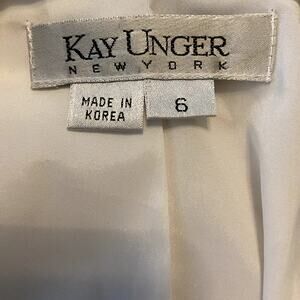 KAY UNGER
NEW YORK
MADE IN
KOREA
6